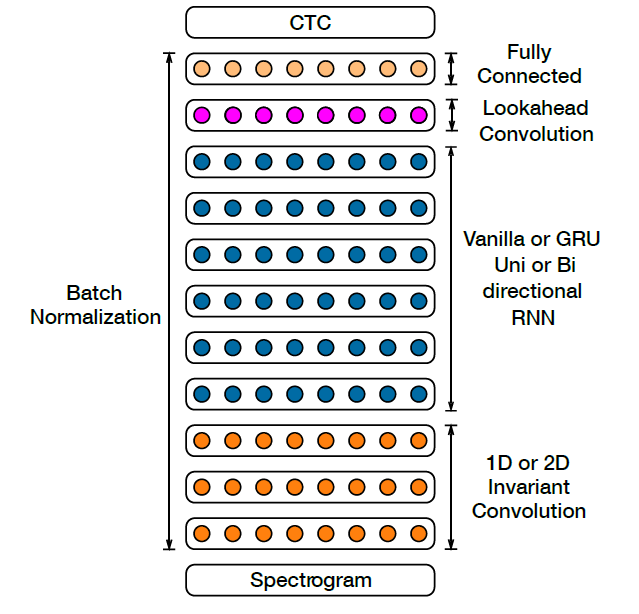 CTC
Fully
Connected
Lookahead
Convolution
Vanilla or GRU
Uni or Bi
directional
RNN
Batch
Normalization
1D or 2D
Invariant
Convolution
Spectrogram